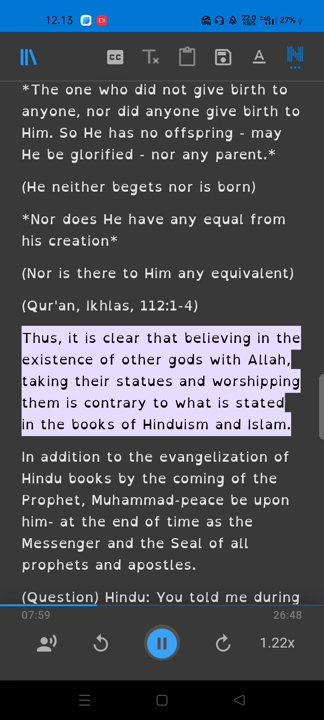 12.13
22.0 KB/S
27%
CC
*The one who did not give birth to
anyone, nor did anyone give birth to
Him. So He has no offspring - may
He be glorified - nor any parent.*
(He neither begets nor is born)
*Nor does He have any equal from
his creation*
(Nor is there to Him any equivalent)
(Qur'an, Ikhlas, 112:1-4)
Thus, it is clear that believing in the
existence of other gods with Allah,
taking their statues and worshipping
them is contrary to what is stated
in the books of Hinduism and Islam.
In addition to the evangelization of
Hindu books by the coming of the
Prophet, Muhammad-peace be upon
him- at the end of time as the
Messenger and the Seal of all
prophets and apostles.
(Question) Hindu: You told me during
07:59
26:48
1.22x